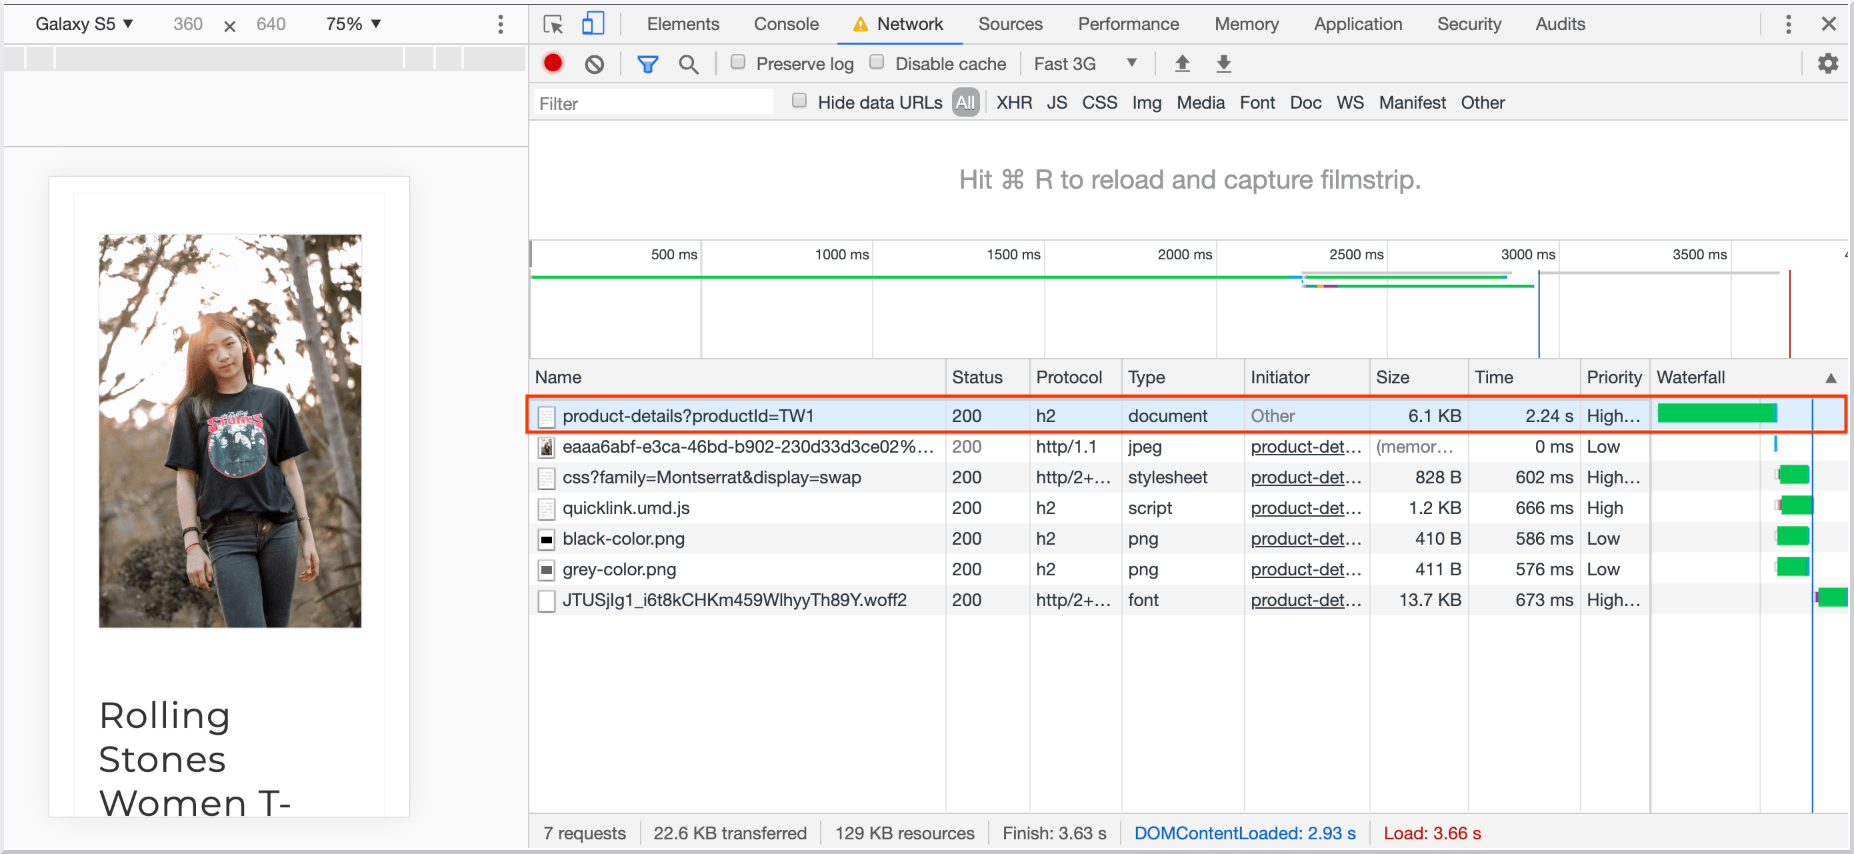 Galaxy S5 ▼ 360 × 640 75% ▼
Elements Console Network Sources Performance Memory Application Security Audits
Preserve log Disable cache Fast 3G ▼
Filter Hide data URLs All XHR JS CSS Img Media Font Doc WS Manifest Other
Hit ⌘ R to reload and capture filmstrip.
500 ms 1000 ms 1500 ms 2000 ms 2500 ms 3000 ms 3500 ms
Name Status Protocol Type Initiator Size Time Priority Waterfall ▲
product-details?productId=TW1 200 h2 document Other 6.1 KB 2.24 s High...
eaaa6abf-e3ca-46bd-b902-230d33d3ce02%... 200 http/1.1 jpeg product-det... (memor... 0 ms Low
css?family=Montserrat&display=swap 200 http/2+... stylesheet product-det... 828 B 602 ms High...
quicklink.umd.js 200 h2 script product-det... 1.2 KB 666 ms High
black-color.png 200 h2 png product-det... 410 B 586 ms Low
grey-color.png 200 h2 png product-det... 411 B 576 ms Low
JTUSjIg1_i6t8kCHKm459WlhyyTh89Y.woff2 200 http/2+... font product-det... 13.7 KB 673 ms High...
7 requests 22.6 KB transferred 129 KB resources Finish: 3.63 s DOMContentLoaded: 2.93 s Load: 3.66 s
STONES
Rolling
Stones
Women T-